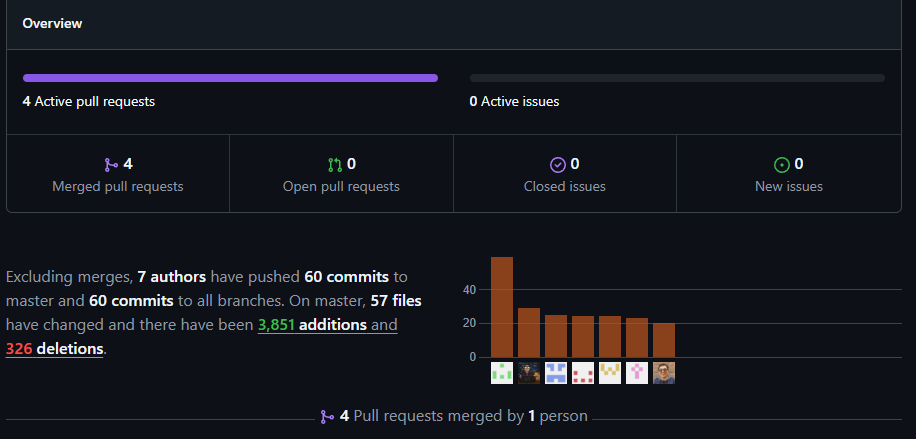 Overview
4 Active pull requests
0 Active issues
4
Merged pull requests
0
Open pull requests
0
Closed issues
0
New issues
Excluding merges, 7 authors have pushed 60 commits to
master and 60 commits to all branches. On master, 57 files
have changed and there have been 3,851 additions and
326 deletions.
40
20
0
4 Pull requests merged by 1 person